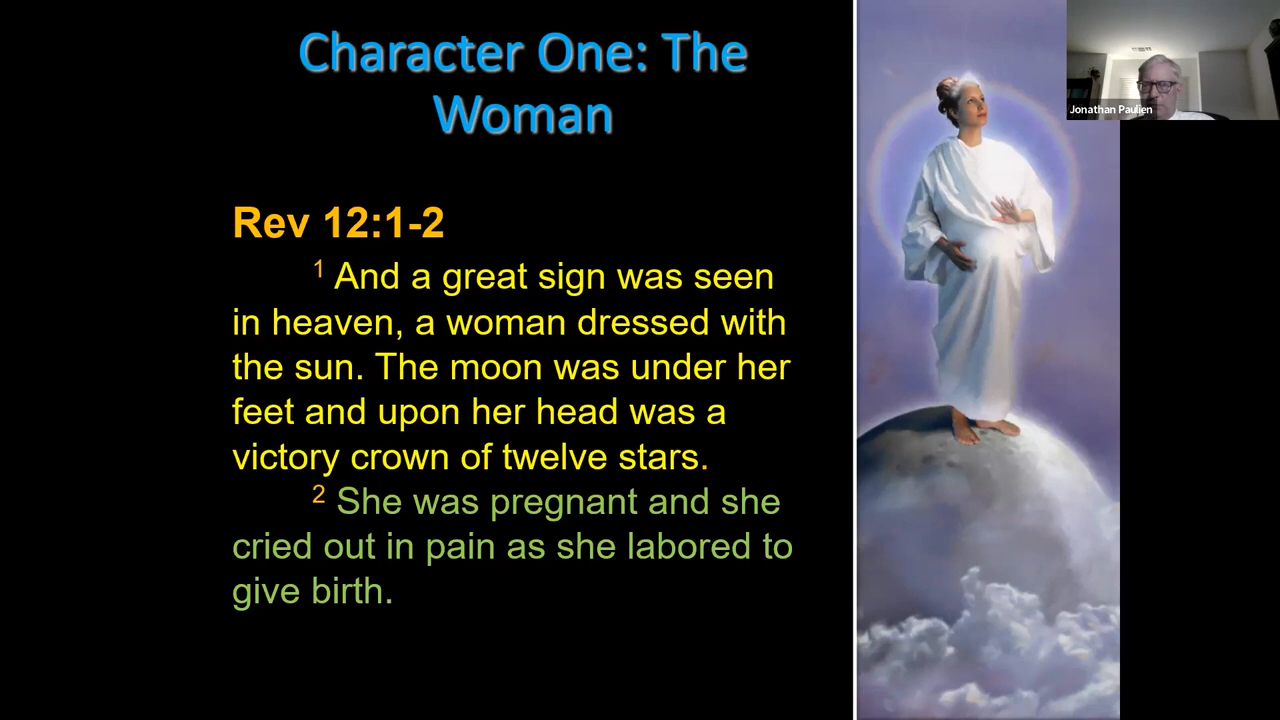 Character One: The
Woman
Jonathan Paulien
Rev 12:1-2
1 And a great sign was seen
in heaven, a woman dressed with
the sun. The moon was under her
feet and upon her head was a
victory crown of twelve stars.
2 She was pregnant and she
cried out in pain as she labored to
give birth.